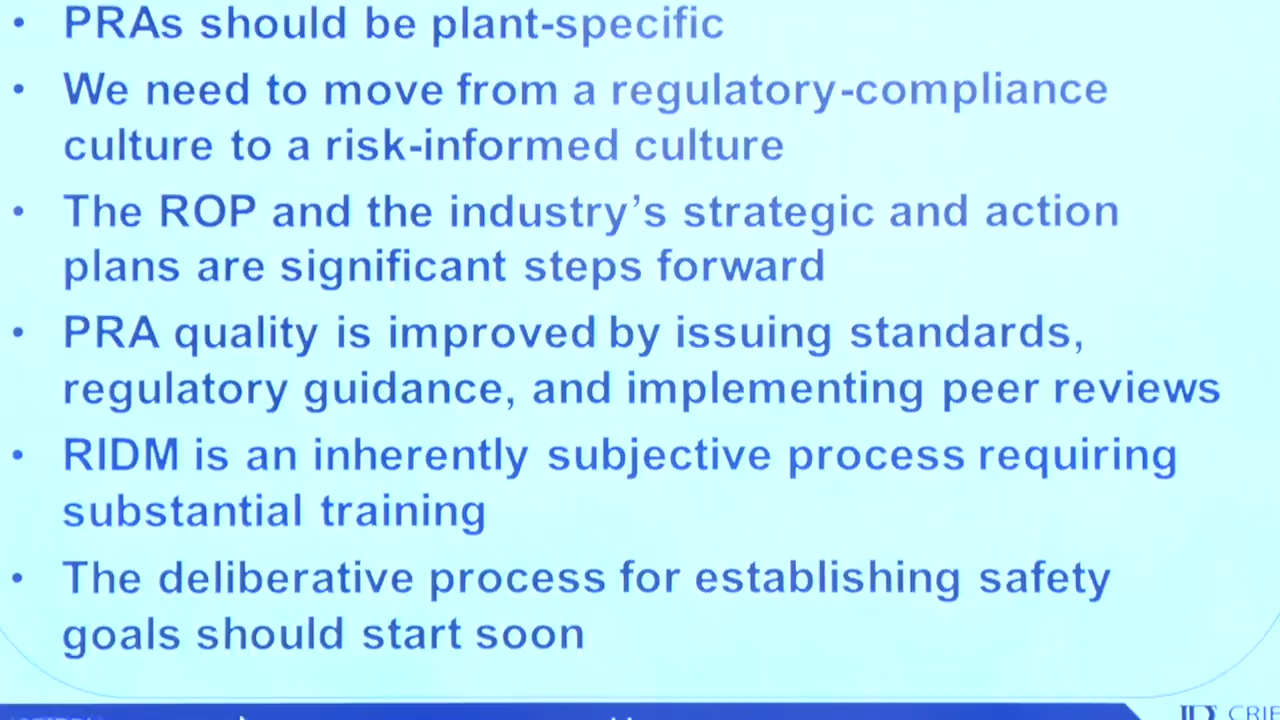 • PRAs should be plant-specific
• We need to move from a regulatory-compliance
culture to a risk-informed culture
• The ROP and the industry's strategic and action
plans are significant steps forward
• PRA quality is improved by issuing standards,
regulatory guidance, and implementing peer reviews
• RIDM is an inherently subjective process requiring
substantial training
• The deliberative process for establishing safety
goals should start soon